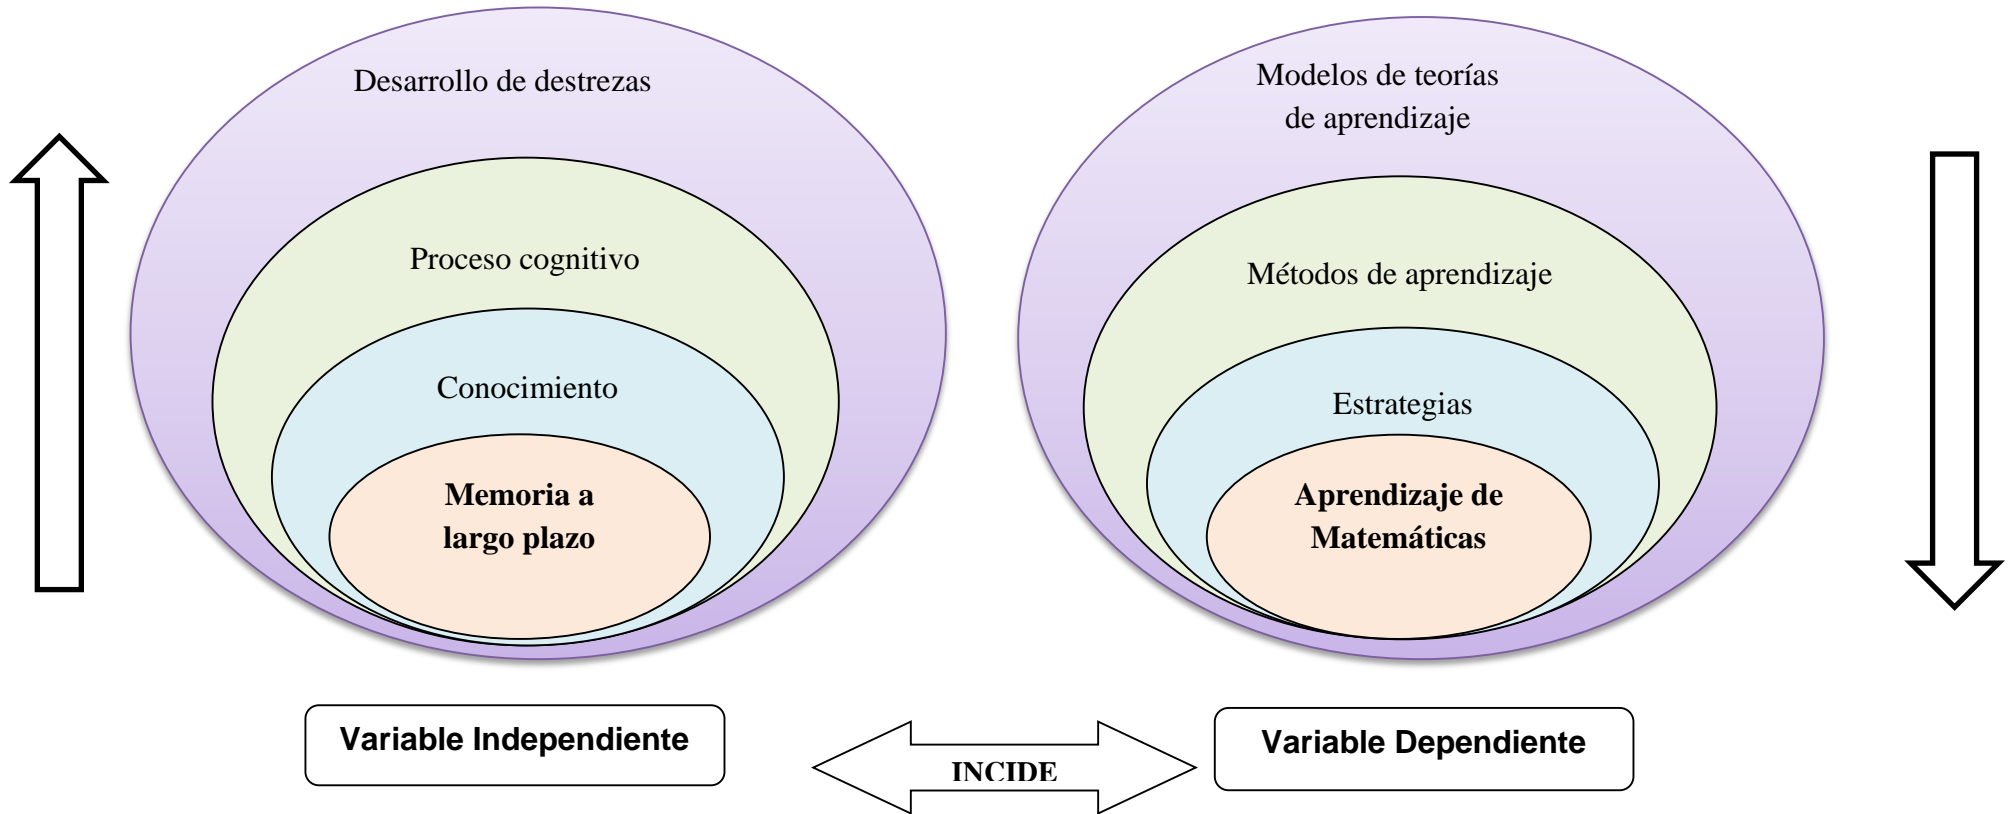 Desarrollo de destrezas
Proceso cognitivo
Conocimiento
Memoria a
largo plazo
Modelos de teorías
de aprendizaje
Métodos de aprendizaje
Estrategias
Aprendizaje de
Matemáticas
Variable Independiente
INCIDE
Variable Dependiente